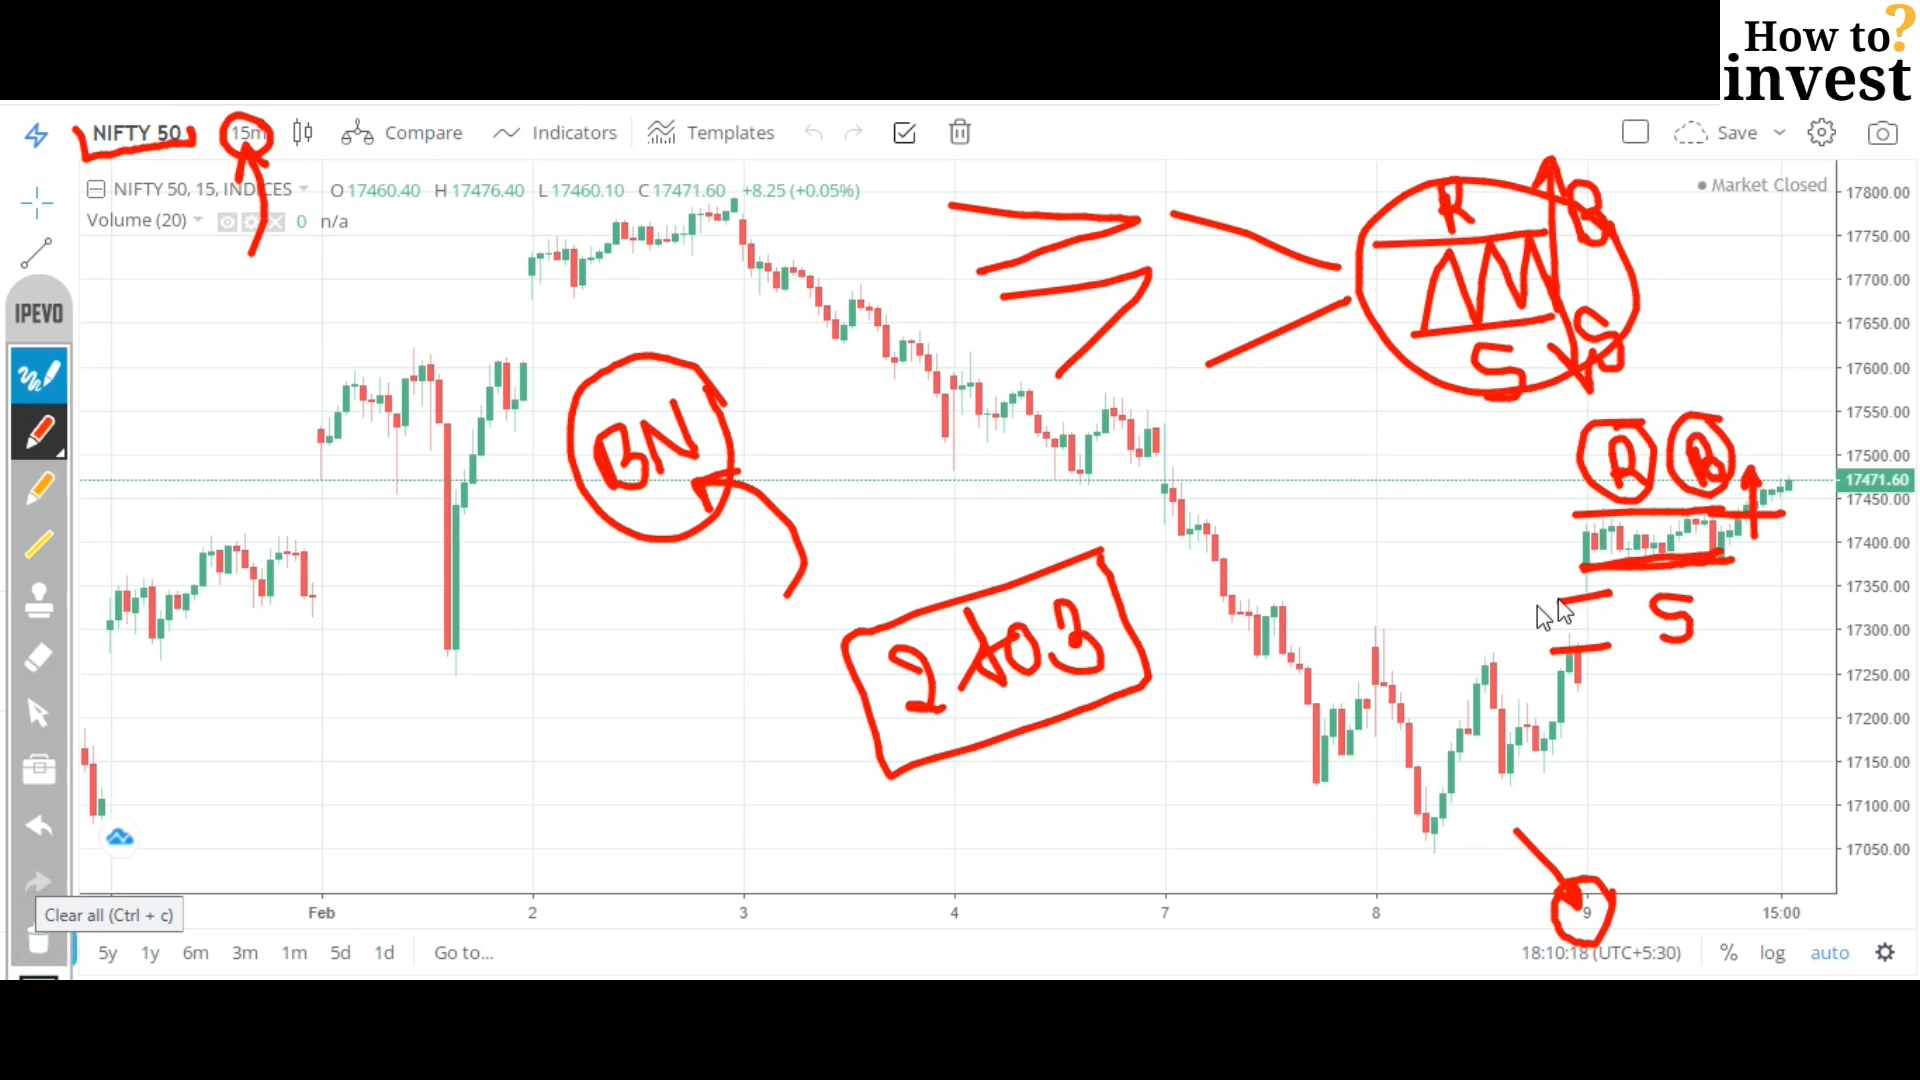 How to?
invest
NIFTY 50
15m
Compare
Indicators
Templates
Save
NIFTY 50, 15, INDICES
O 17460.40 H 17476.40 L 17460.10 C 17471.60 +8.25 (+0.05%)
Market Closed
Volume (20)
0 n/a
R
B
S
S
IPEVO
BN
R
B
S
2 to 3
17800.00
17750.00
17700.00
17650.00
17600.00
17550.00
17500.00
17471.60
17450.00
17400.00
17350.00
17300.00
17250.00
17200.00
17150.00
17100.00
17050.00
Clear all (Ctrl + c)
Feb
2
3
4
7
8
9
15:00
5y
1y
6m
3m
1m
5d
1d
Go to...
18:10:18 (UTC+5:30)
%
log
auto